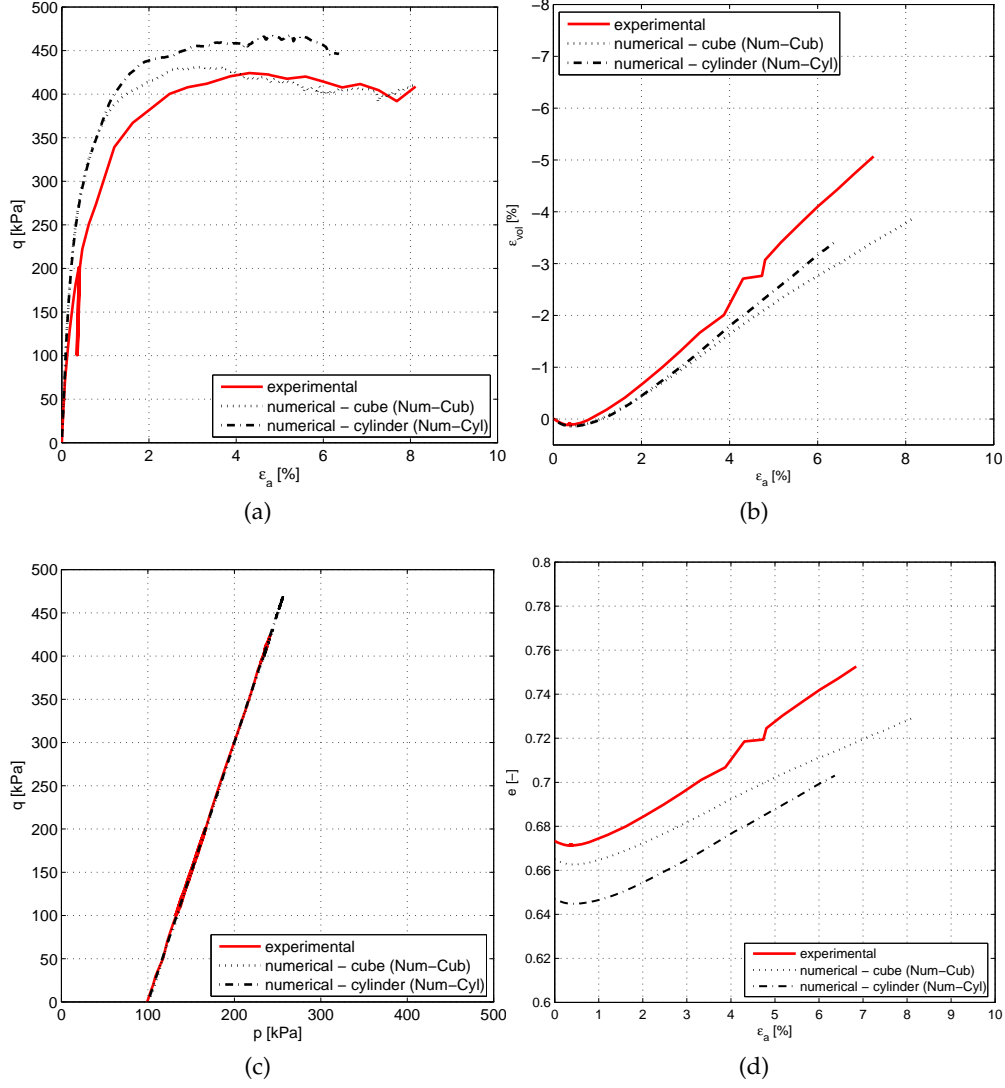 500
450
400
350
300
250
200
150
100
50
0
q [kPa]
experimental
numerical − cube (Num−Cub)
numerical − cylinder (Num−Cyl)
0 2 4 6 8 10
ε_a [%]
(a)
−8
−7
−6
−5
−4
−3
−2
−1
0
ε_vol [%]
experimental
numerical − cube (Num−Cub)
numerical − cylinder (Num−Cyl)
0 2 4 6 8 10
ε_a [%]
(b)
500
450
400
350
300
250
200
150
100
50
0
q [kPa]
experimental
numerical − cube (Num−Cub)
numerical − cylinder (Num−Cyl)
0 100 200 300 400 500
p [kPa]
(c)
0.8
0.78
0.76
0.74
0.72
0.7
0.68
0.66
0.64
0.62
0.6
e [−]
experimental
numerical − cube (Num−Cub)
numerical − cylinder (Num−Cyl)
0 1 2 3 4 5 6 7 8 9 10
ε_a [%]
(d)